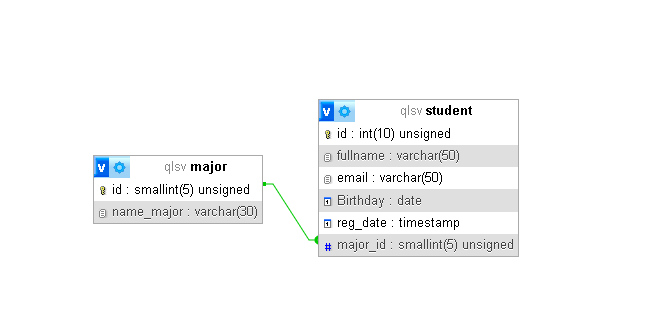 v qlsv major
id : smallint(5) unsigned
name_major : varchar(30)
v qlsv student
id : int(10) unsigned
fullname : varchar(50)
email : varchar(50)
Birthday : date
reg_date : timestamp
# major_id : smallint(5) unsigned